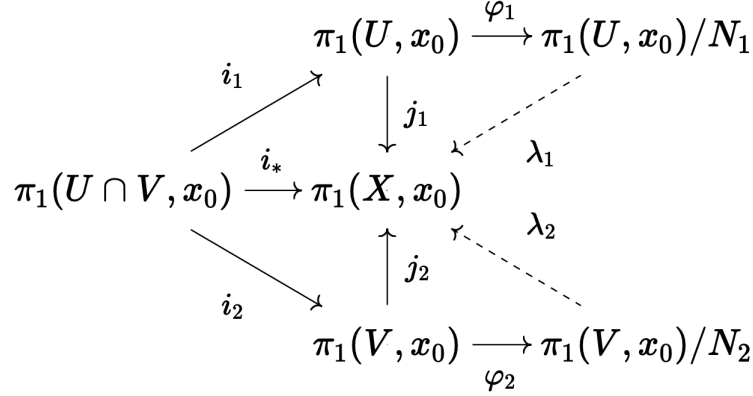 φ₁
π₁(U, x₀) π₁(U, x₀)/N₁
i₁
j₁
λ₁
i∗
π₁(U ∩ V, x₀) π₁(X, x₀)
λ₂
j₂
i₂
π₁(V, x₀) π₁(V, x₀)/N₂
φ₂